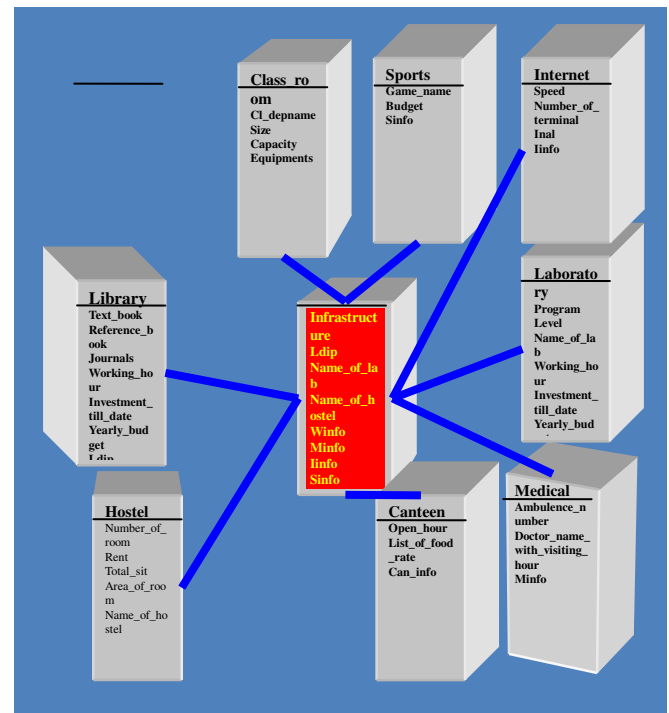 Class_ro
om
Cl_depname
Size
Capacity
Equipments
Sports
Game_name
Budget
Sinfo
Internet
Speed
Number_of_
terminal
Inal
Iinfo
Library
Text_book
Reference_b
ook
Journals
Working_ho
ur
Investment_
till_date
Yearly_bud
get
Ldip
Infrastruct
ure
Ldip
Name_of_la
b
Name_of_h
ostel
Winfo
Minfo
Iinfo
Sinfo
Laborato
ry
Program
Level
Name_of_la
b
Working_ho
ur
Investment_
till_date
Yearly_bud
Hostel
Number_of_
room
Rent
Total_sit
Area_of_roo
m
Name_of_ho
stel
Canteen
Open_hour
List_of_food
_rate
Can_info
Medical
Ambulence_n
umber
Doctor_name_
with_visiting_
hour
Minfo